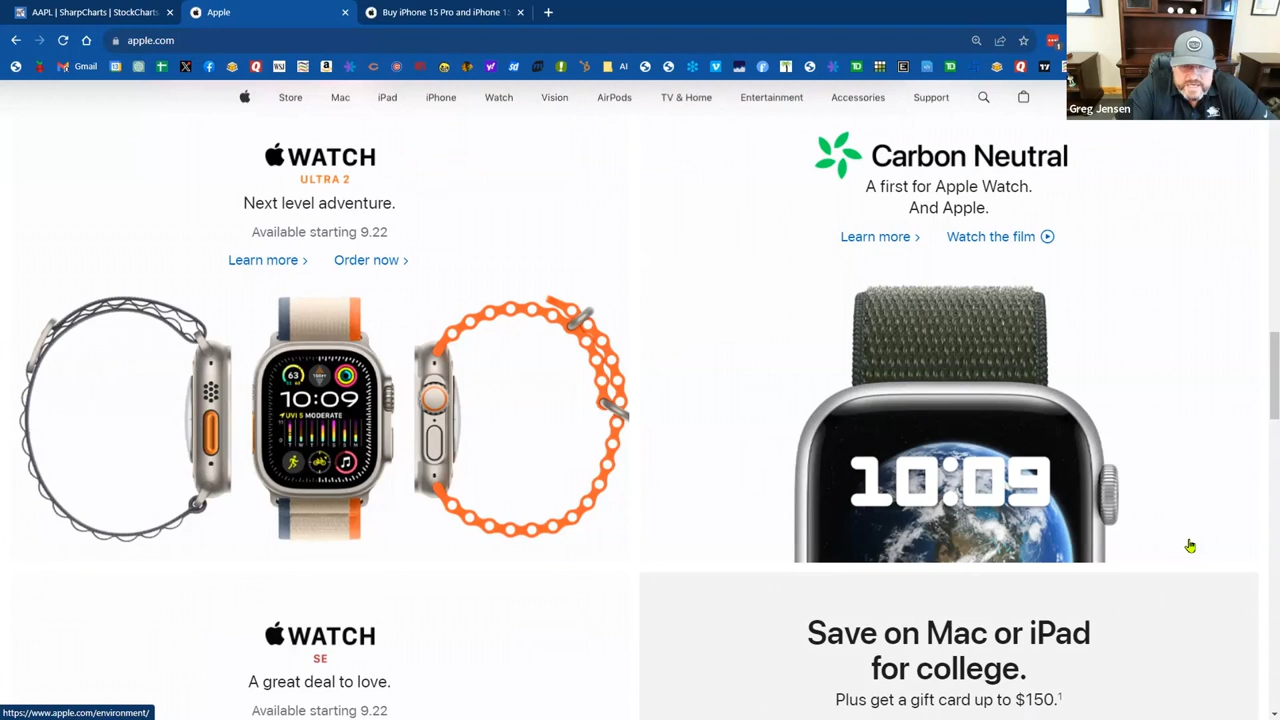 AAPL | SharpCharts | StockCharts
Apple
Buy iPhone 15 Pro and iPhone 15
apple.com
Gmail
AI
Greg Jensen
Store Mac iPad iPhone Watch Vision AirPods TV & Home Entertainment Accessories Support
WATCH
ULTRA 2
Next level adventure.
Available starting 9.22
Learn more > Order now >
63
10:09
UVI 5 MODERATE
Carbon Neutral
A first for Apple Watch.
And Apple.
Learn more > Watch the film
10:09
WATCH
SE
A great deal to love.
Available starting 9.22
Save on Mac or iPad
for college.
Plus get a gift card up to $150.¹
https://www.apple.com/environment/